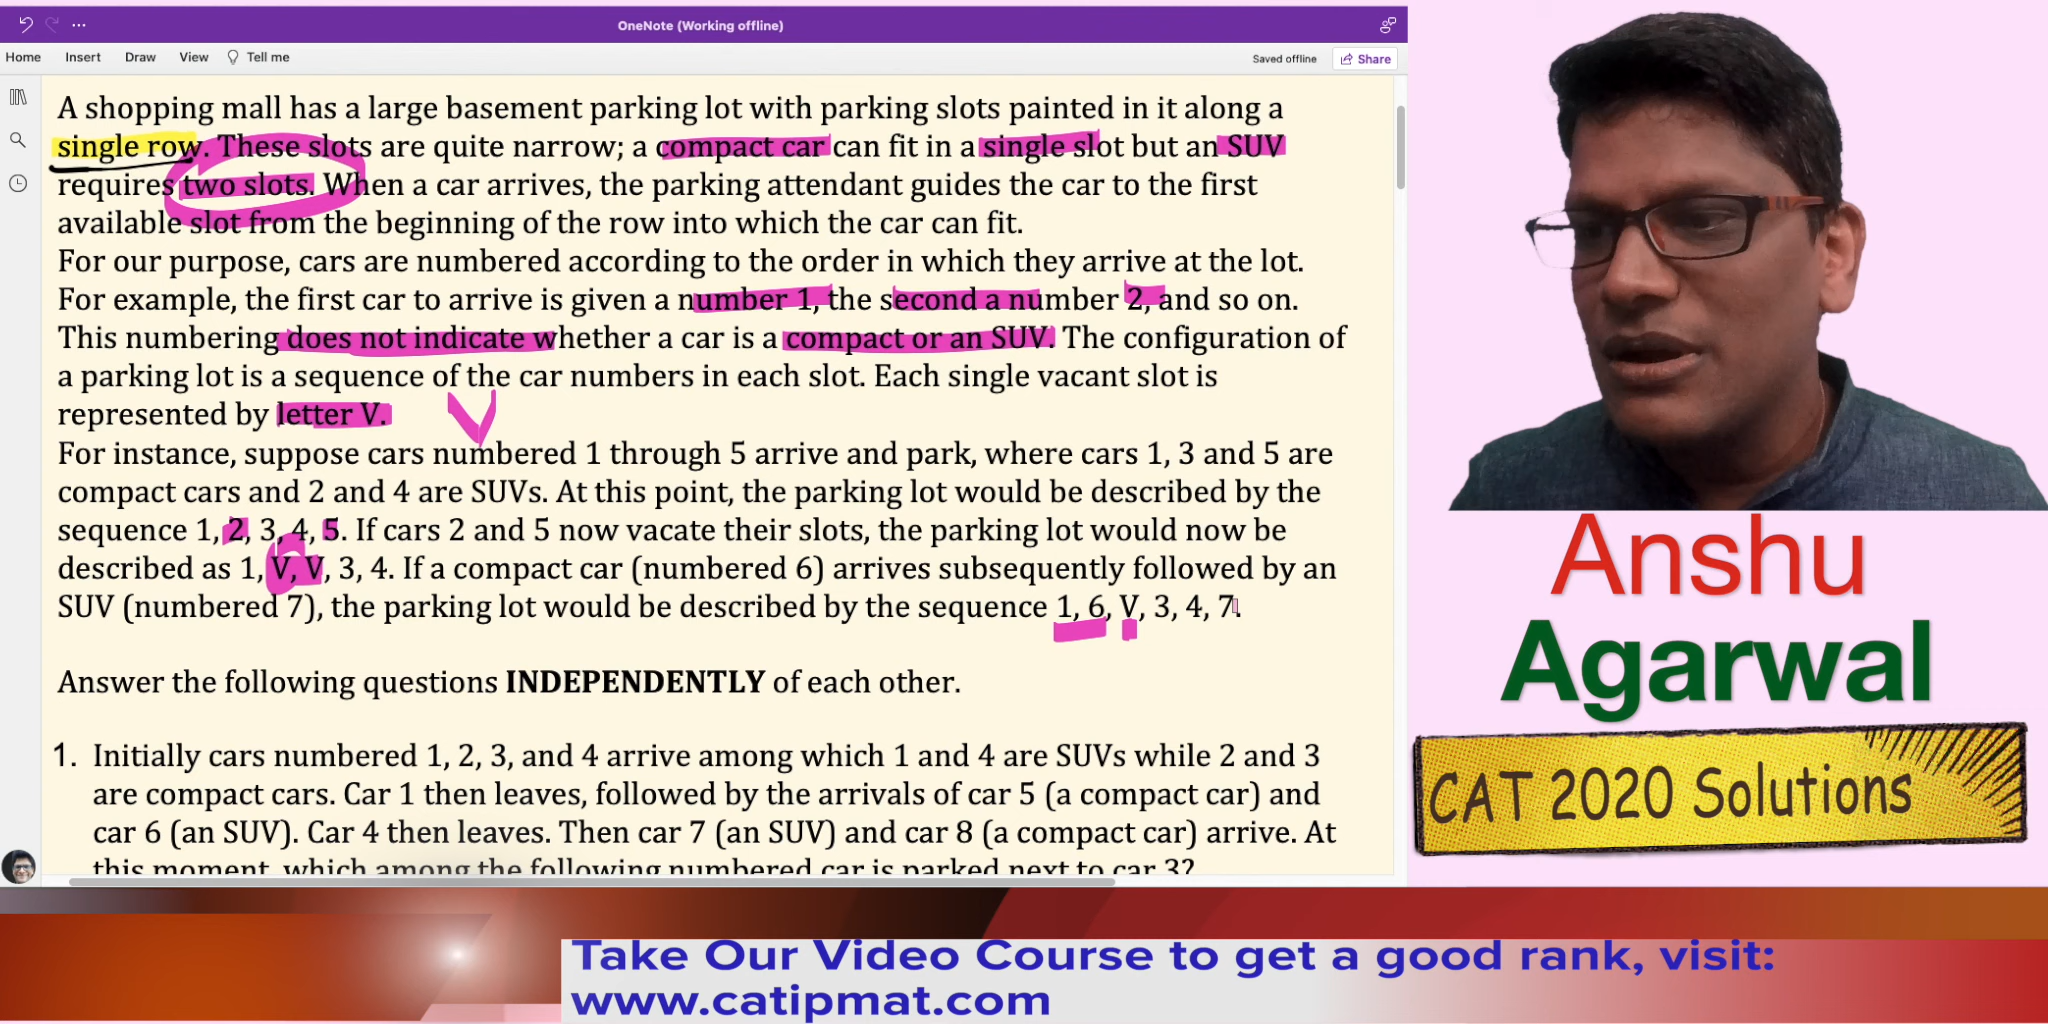 OneNote (Working offline)
Home Insert Draw View Tell me Saved offline Share
A shopping mall has a large basement parking lot with parking slots painted in it along a
single row. These slots are quite narrow; a compact car can fit in a single slot but an SUV
requires two slots. When a car arrives, the parking attendant guides the car to the first
available slot from the beginning of the row into which the car can fit.
For our purpose, cars are numbered according to the order in which they arrive at the lot.
For example, the first car to arrive is given a number 1, the second a number 2, and so on.
This numbering does not indicate whether a car is a compact or an SUV. The configuration of
a parking lot is a sequence of the car numbers in each slot. Each single vacant slot is
represented by letter V.
V
For instance, suppose cars numbered 1 through 5 arrive and park, where cars 1, 3 and 5 are
compact cars and 2 and 4 are SUVs. At this point, the parking lot would be described by the
sequence 1, 2, 3, 4, 5. If cars 2 and 5 now vacate their slots, the parking lot would now be
described as 1, V, V, 3, 4. If a compact car (numbered 6) arrives subsequently followed by an
SUV (numbered 7), the parking lot would be described by the sequence 1, 6, V, 3, 4, 7.
Answer the following questions INDEPENDENTLY of each other.
1. Initially cars numbered 1, 2, 3, and 4 arrive among which 1 and 4 are SUVs while 2 and 3
are compact cars. Car 1 then leaves, followed by the arrivals of car 5 (a compact car) and
car 6 (an SUV). Car 4 then leaves. Then car 7 (an SUV) and car 8 (a compact car) arrive. At
this moment, which among the following numbered car is parked next to car 3?
Anshu
Agarwal
CAT 2020 Solutions
Take Our Video Course to get a good rank, visit:
www.catipmat.com